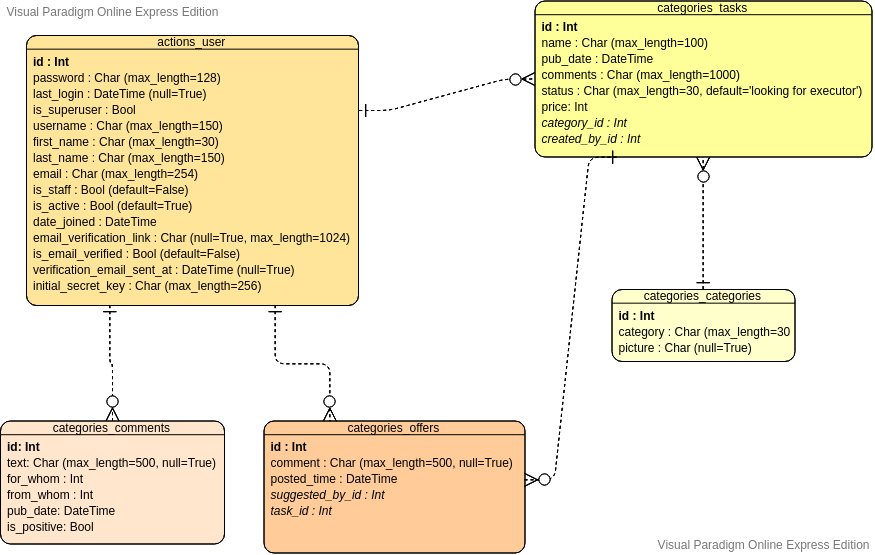 Visual Paradigm Online Express Edition
actions_user
id : Int
password : Char (max_length=128)
last_login : DateTime (null=True)
is_superuser : Bool
username : Char (max_length=150)
first_name : Char (max_length=30)
last_name : Char (max_length=150)
email : Char (max_length=254)
is_staff : Bool (default=False)
is_active : Bool (default=True)
date_joined : DateTime
email_verification_link : Char (null=True, max_length=1024)
is_email_verified : Bool (default=False)
verification_email_sent_at : DateTime (null=True)
initial_secret_key : Char (max_length=256)
categories_tasks
id : Int
name : Char (max_length=100)
pub_date : DateTime
comments : Char (max_length=1000)
status : Char (max_length=30, default='looking for executor')
price: Int
category_id : Int
created_by_id : Int
categories_categories
id : Int
category : Char (max_length=30
picture : Char (null=True)
categories_comments
id: Int
text: Char (max_length=500, null=True)
for_whom : Int
from_whom : Int
pub_date: DateTime
is_positive: Bool
categories_offers
id : Int
comment : Char (max_length=500, null=True)
posted_time : DateTime
suggested_by_id : Int
task_id : Int
Visual Paradigm Online Express Edition